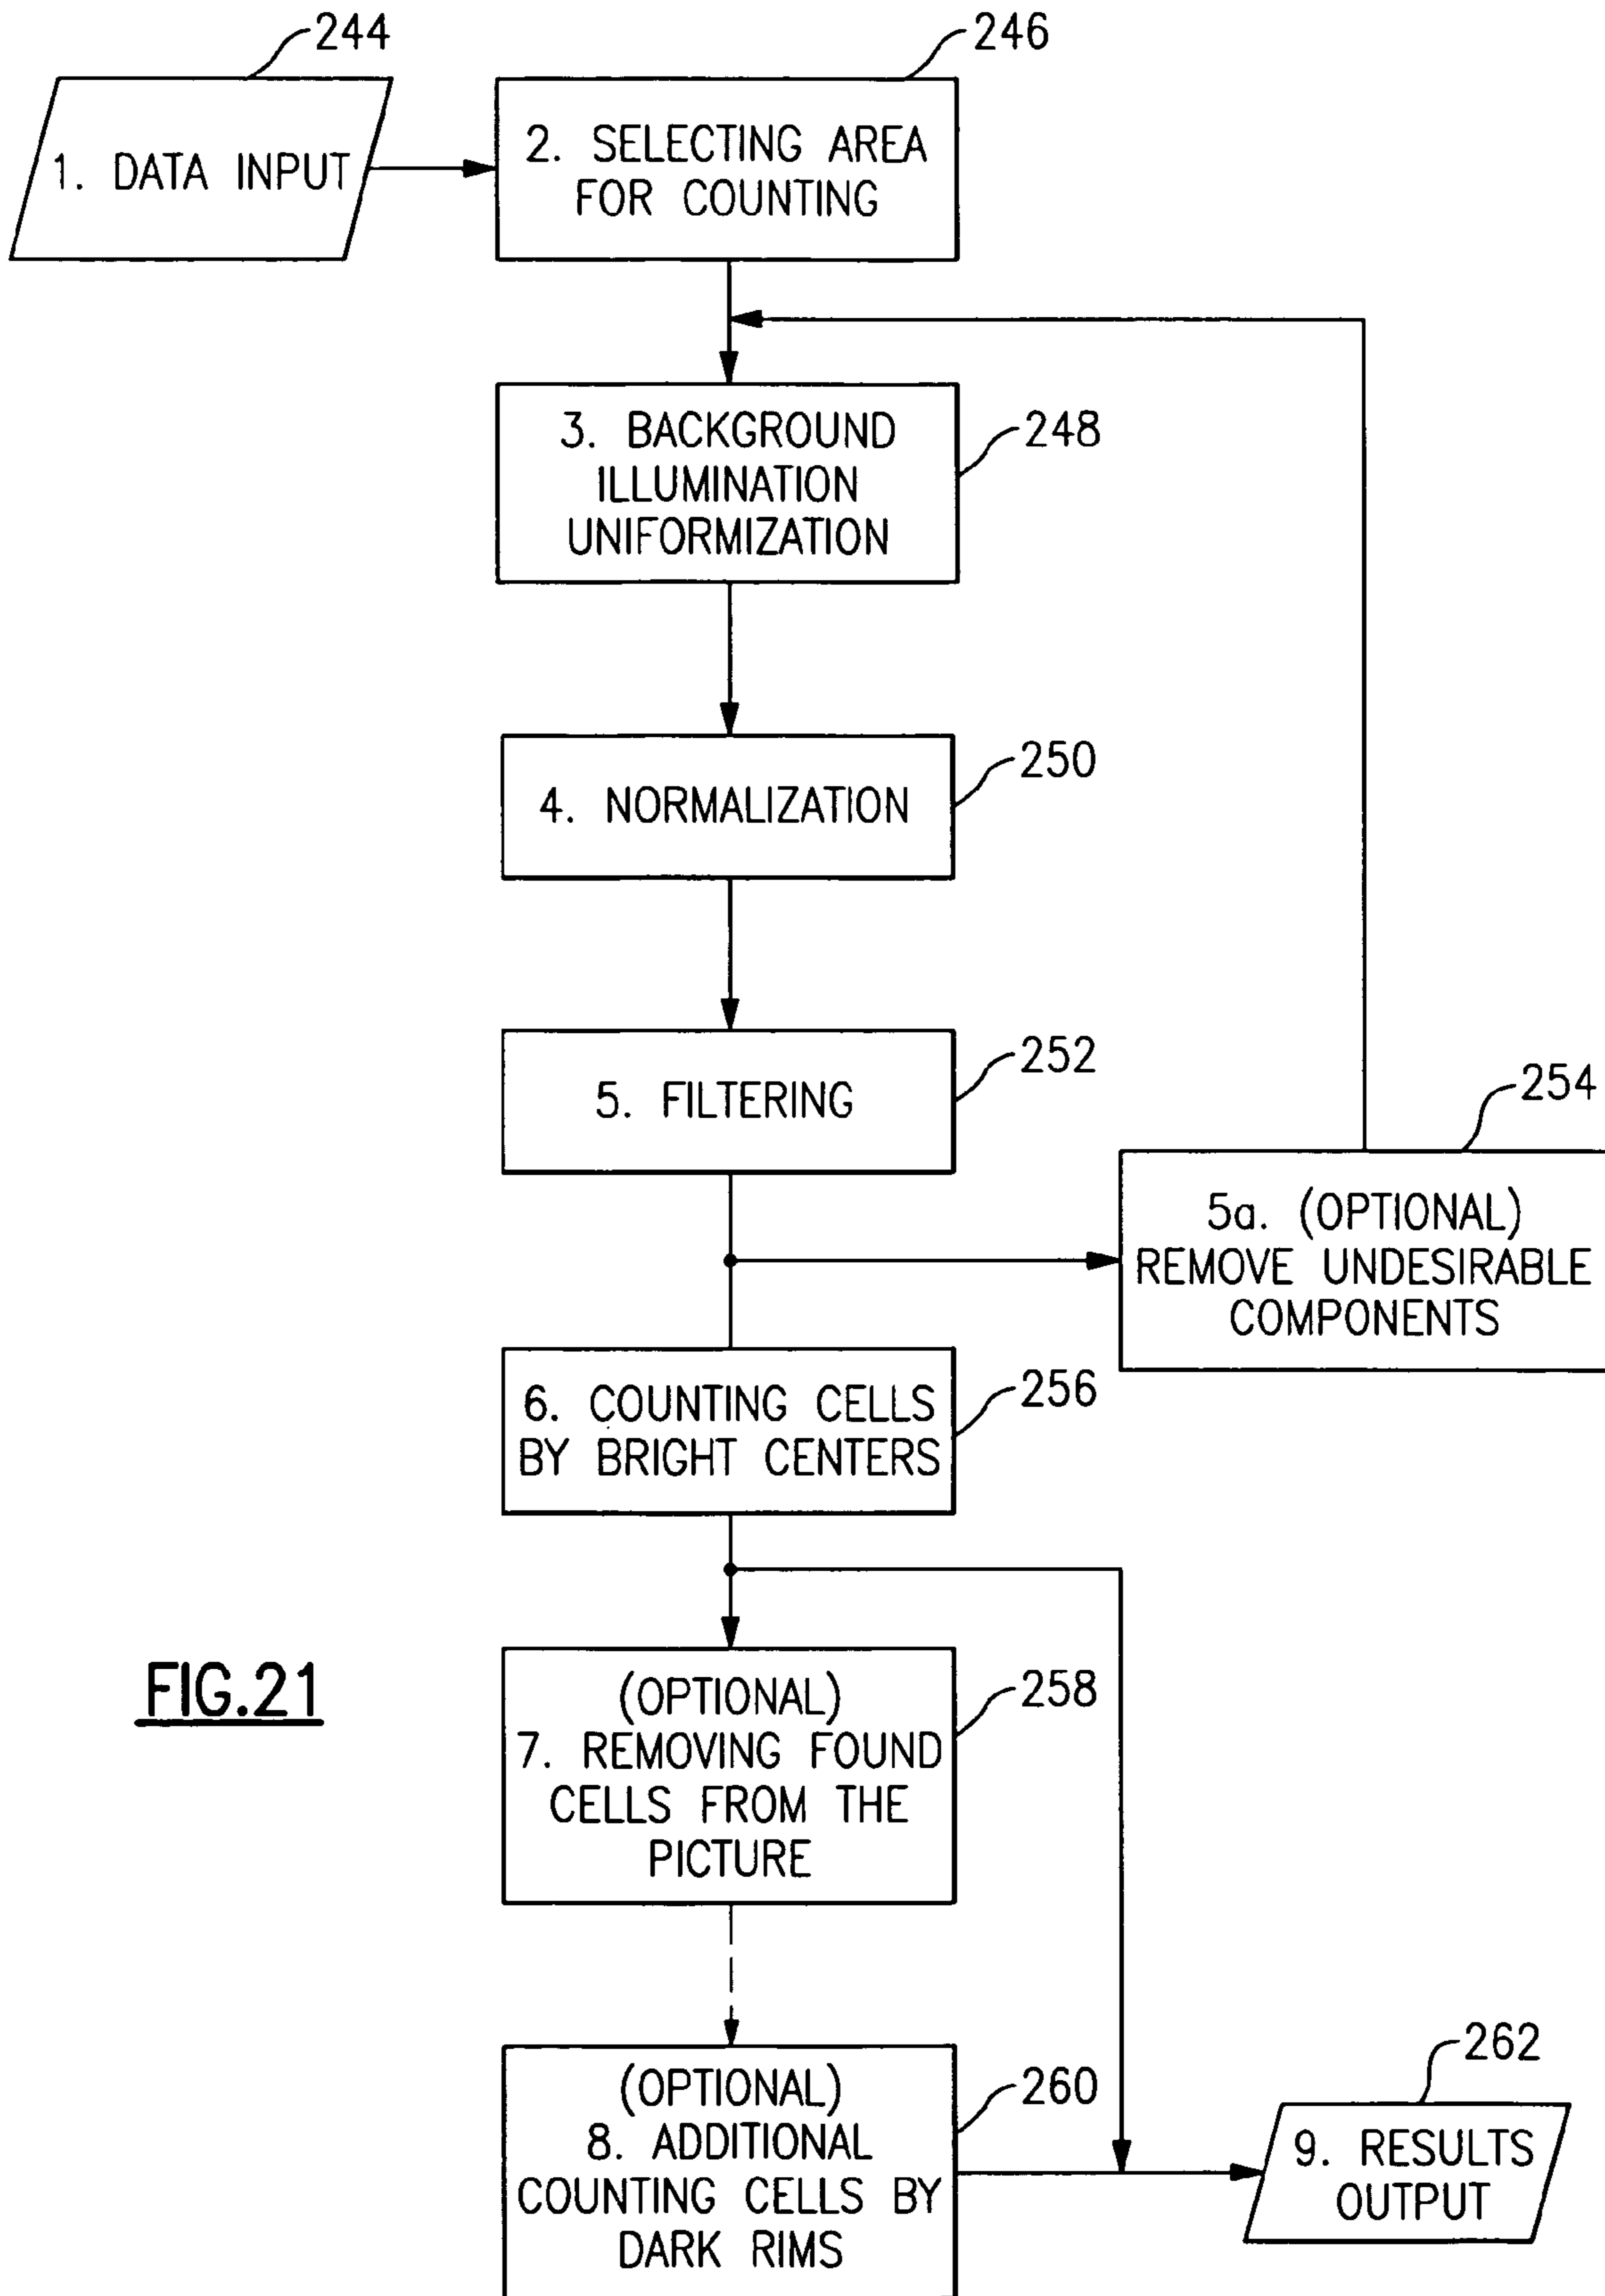 244
1. DATA INPUT
246
2. SELECTING AREA
FOR COUNTING
3. BACKGROUND
ILLUMINATION
UNIFORMIZATION
248
4. NORMALIZATION
250
5. FILTERING
252
254
5a. (OPTIONAL)
REMOVE UNDESIRABLE
COMPONENTS
6. COUNTING CELLS
BY BRIGHT CENTERS
256
FIG.21
(OPTIONAL)
7. REMOVING FOUND
CELLS FROM THE
PICTURE
258
(OPTIONAL)
8. ADDITIONAL
COUNTING CELLS BY
DARK RIMS
260
262
9. RESULTS
OUTPUT